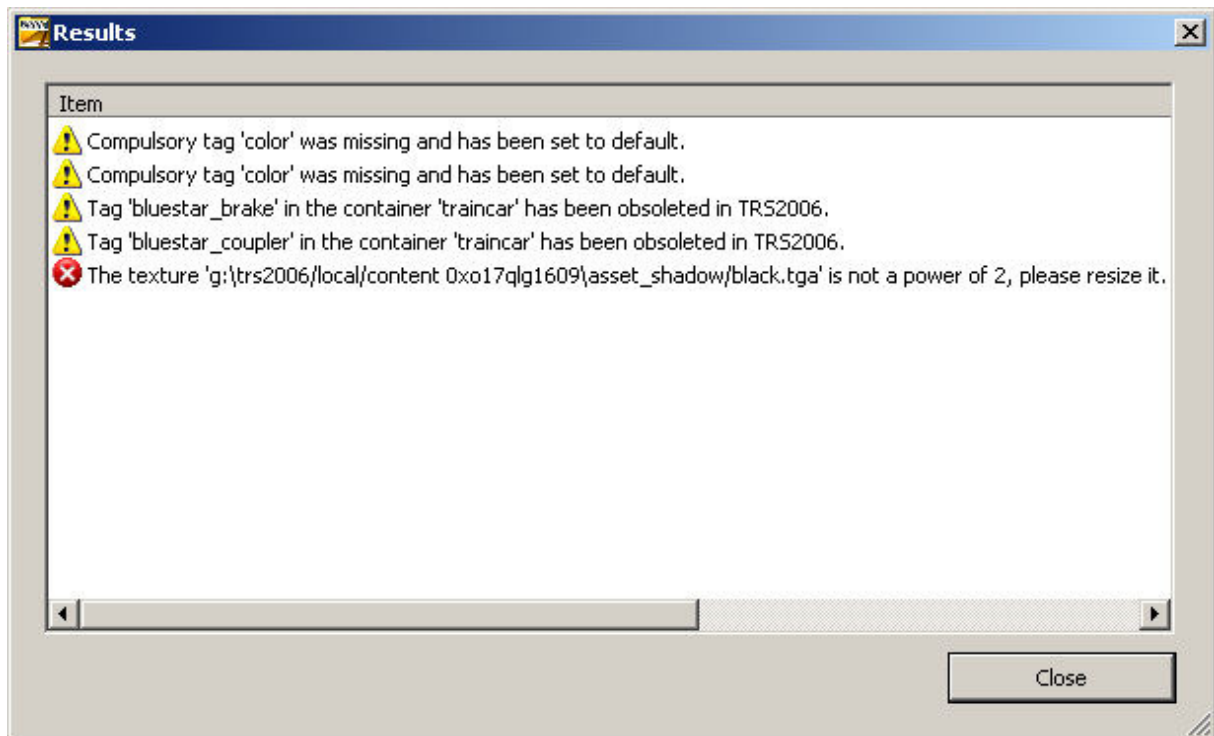 Results
Item
Compulsory tag 'color' was missing and has been set to default.
Compulsory tag 'color' was missing and has been set to default.
Tag 'bluestar_brake' in the container 'traincar' has been obsoleted in TRS2006.
Tag 'bluestar_coupler' in the container 'traincar' has been obsoleted in TRS2006.
The texture 'g:\trs2006/local/content 0xo17qlg1609\asset_shadow/black.tga' is not a power of 2, please resize it.
Close